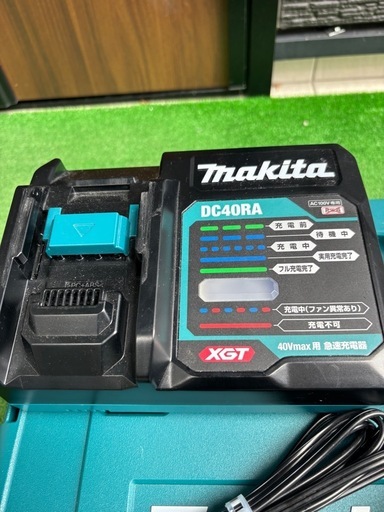 makita
DC40RA
AC100V専用
充電前
待機中
充電中
実用充電完了
フル充電完了
充電中(ファン異常あり)
充電不可
XGT
40Vmax用 急速充電器